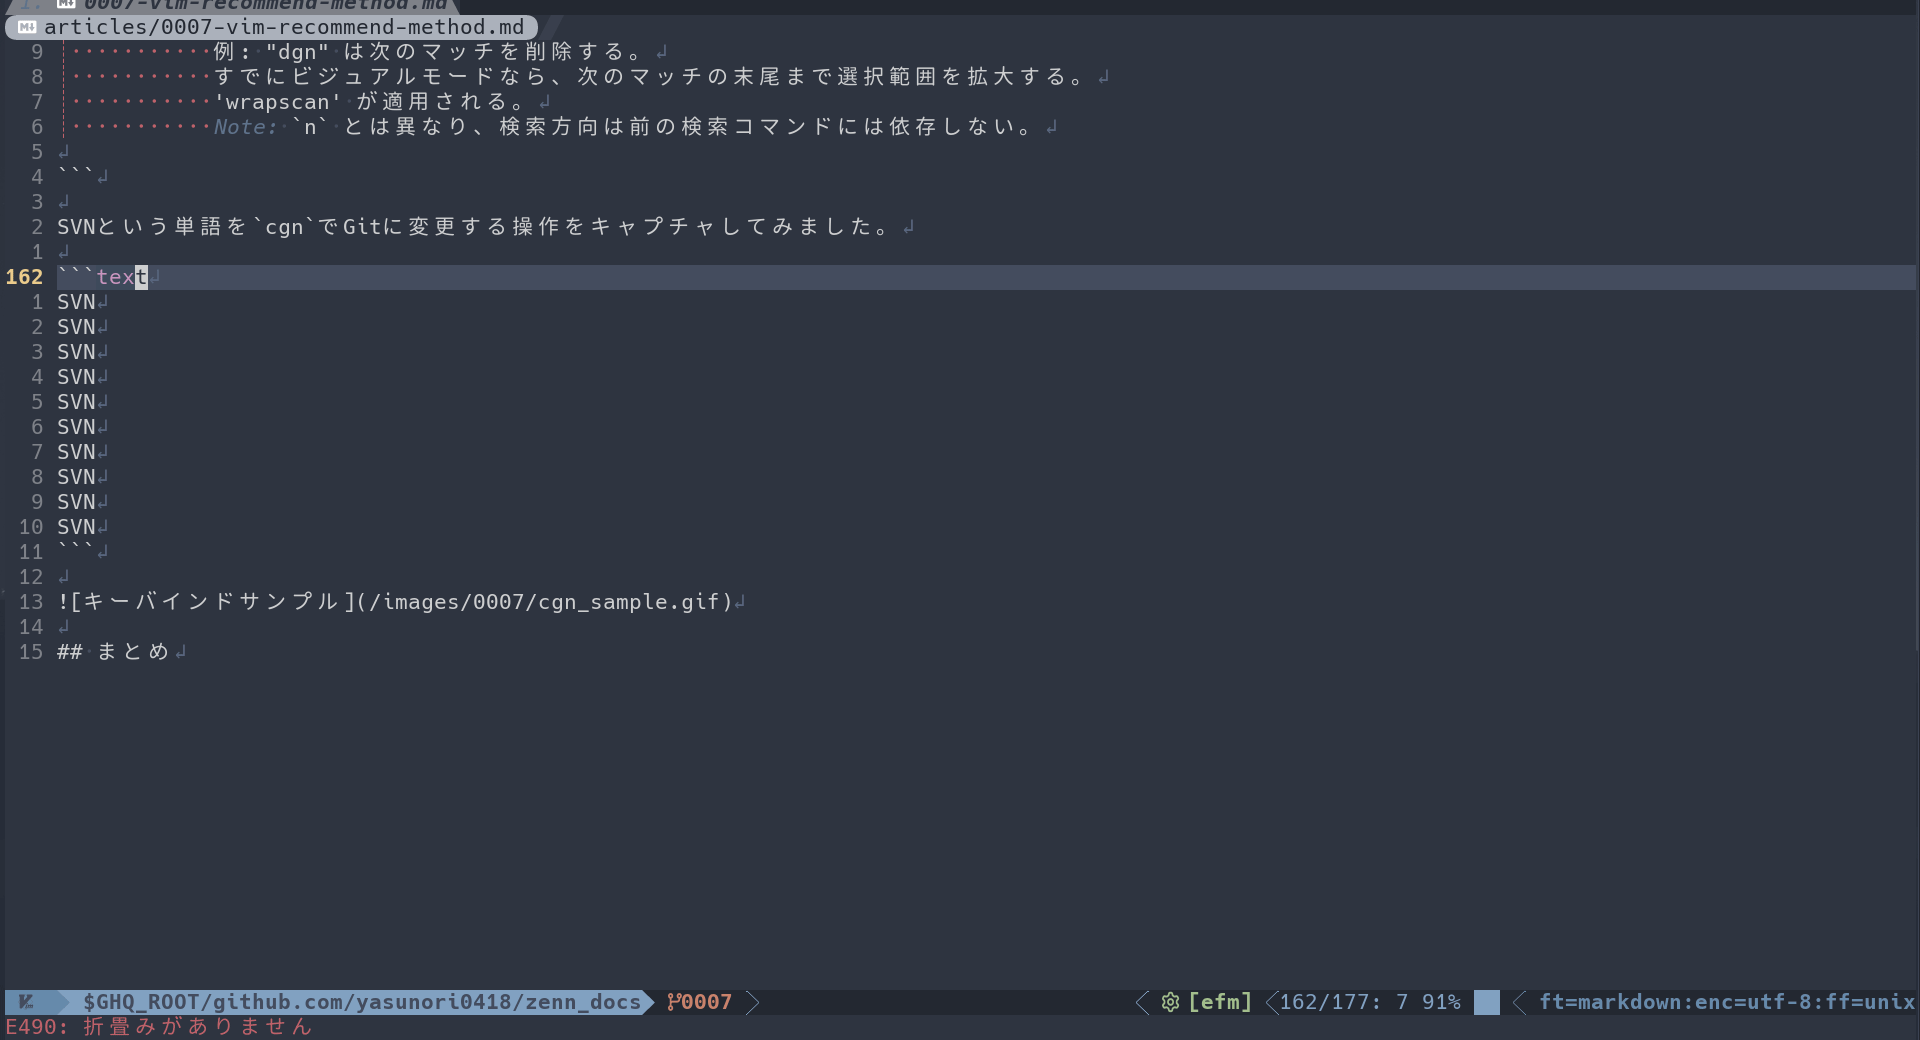 1. 0007-vim-recommend-method.md
articles/0007-vim-recommend-method.md
9 ···········例:·"dgn"·は次のマッチを削除する。↲
8 ···········すでにビジュアルモードなら、次のマッチの末尾まで選択範囲を拡大する。↲
7 ···········'wrapscan'·が適用される。↲
6 ···········Note:·`n`·とは異なり、検索方向は前の検索コマンドには依存しない。↲
5 ↲
4 ```↲
3 ↲
2 SVNという単語を`cgn`でGitに変更する操作をキャプチャしてみました。↲
1 ↲
162 ```text↲
1 SVN↲
2 SVN↲
3 SVN↲
4 SVN↲
5 SVN↲
6 SVN↲
7 SVN↲
8 SVN↲
9 SVN↲
10 SVN↲
11 ```↲
12 ↲
13 ![キーバインドサンプル](/images/0007/cgn_sample.gif)↲
14 ↲
15 ##·まとめ↲
$GHQ_ROOT/github.com/yasunori0418/zenn_docs 0007 [efm] 162/177: 7 91% ft=markdown:enc=utf-8:ff=unix
E490: 折畳みがありません